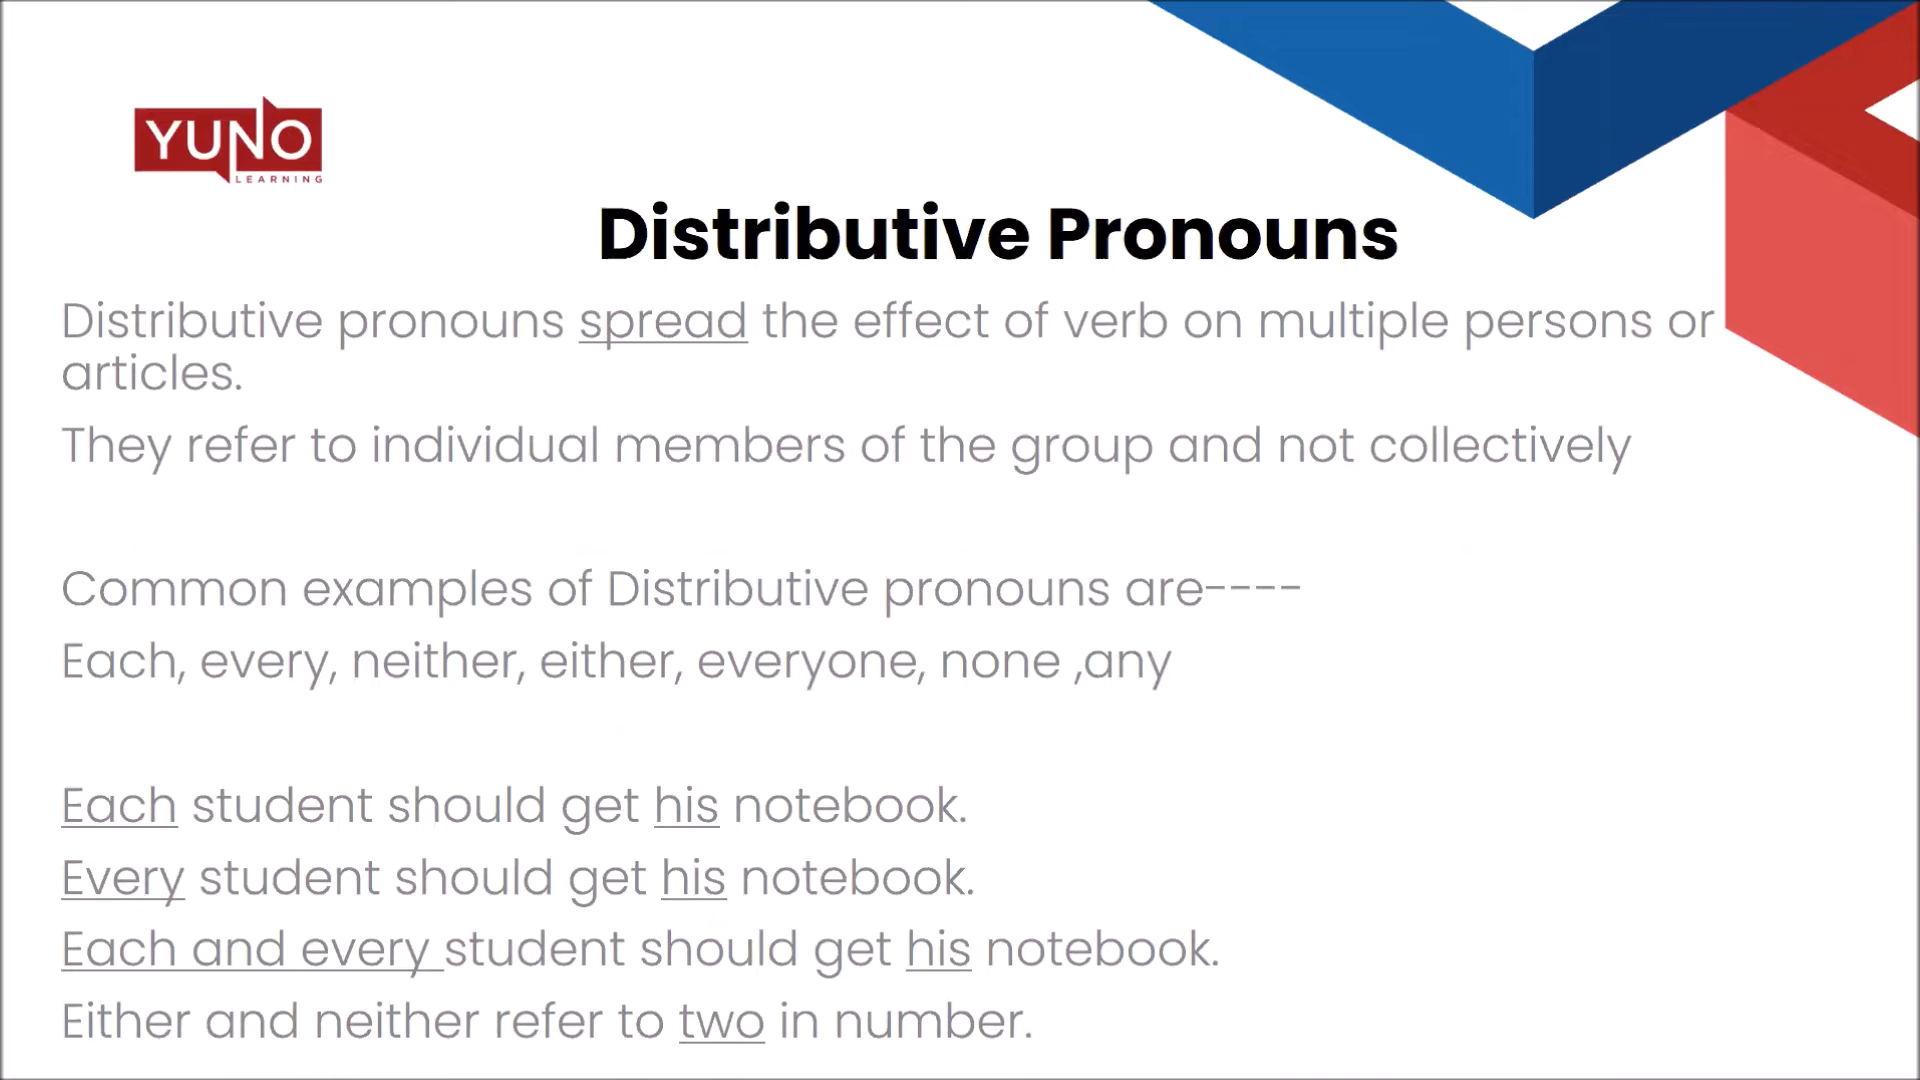 YUNO
LEARNING
Distributive Pronouns
Distributive pronouns spread the effect of verb on multiple persons or
articles.
They refer to individual members of the group and not collectively
Common examples of Distributive pronouns are----
Each, every, neither, either, everyone, none ,any
Each student should get his notebook.
Every student should get his notebook.
Each and every student should get his notebook.
Either and neither refer to two in number.